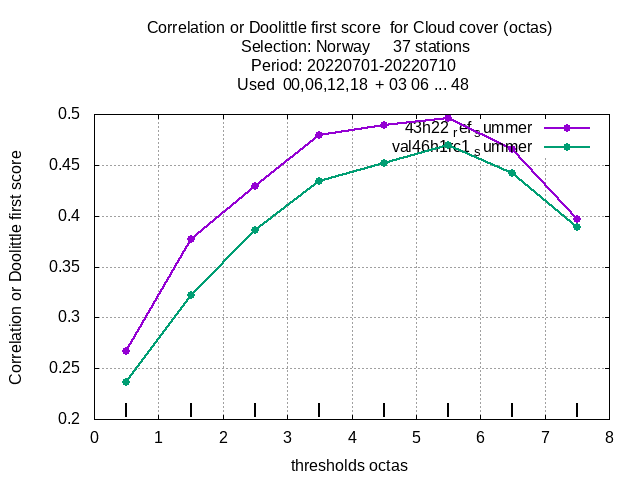 Correlation or Doolittle first score  for Cloud cover (octas)
Selection: Norway     37 stations
Period: 20220701-20220710
Used  00,06,12,18  + 03 06 ... 48
43h22_ref_summer
val46h1rc1_summer
Correlation or Doolittle first score
0.5
0.45
0.4
0.35
0.3
0.25
0.2
0 1 2 3 4 5 6 7 8
thresholds octas